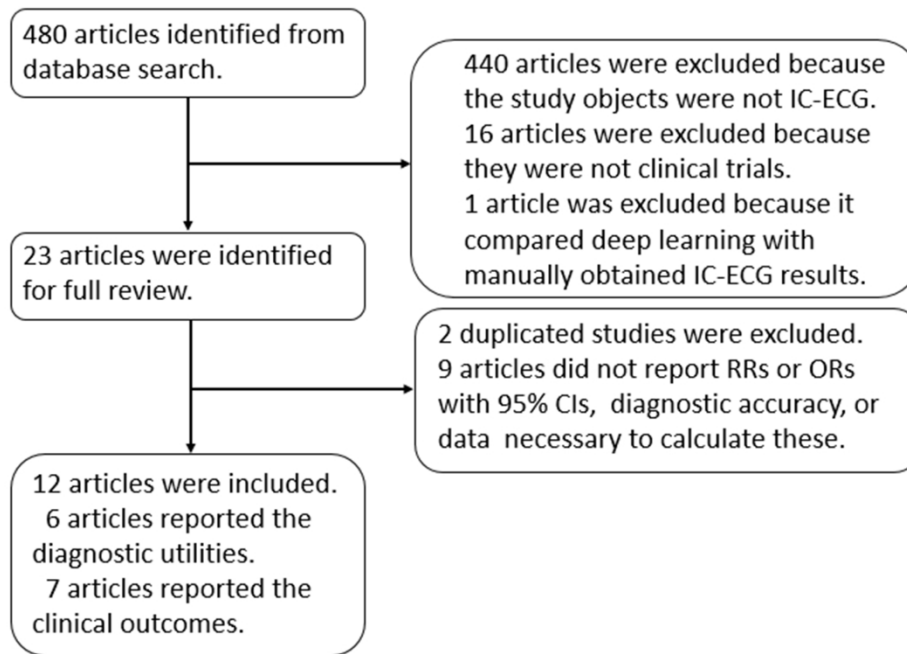 480 articles identified from
database search.
440 articles were excluded because
the study objects were not IC-ECG.
16 articles were excluded because
they were not clinical trials.
1 article was excluded because it
compared deep learning with
manually obtained IC-ECG results.
23 articles were identified
for full review.
2 duplicated studies were excluded.
9 articles did not report RRs or ORs
with 95% CIs, diagnostic accuracy, or
data necessary to calculate these.
12 articles were included.
6 articles reported the
diagnostic utilities.
7 articles reported the
clinical outcomes.